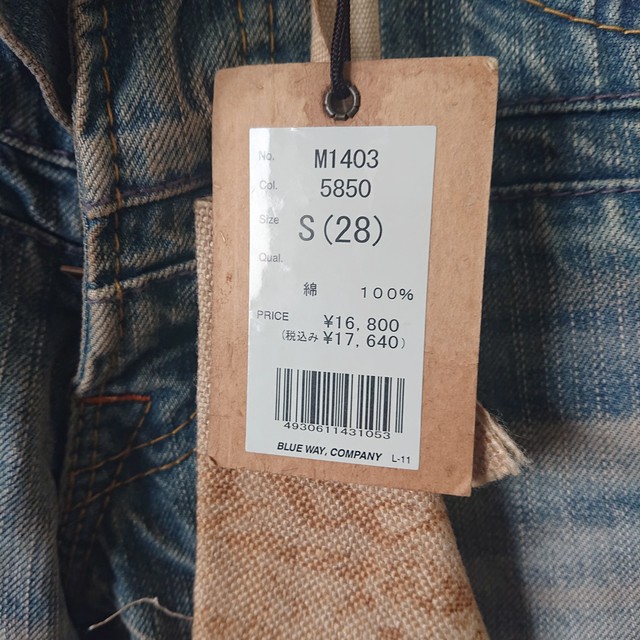 No. M1403
Col. 5850
Size S(28)
Qual.
綿 100%
PRICE ¥16,800
(税込み ¥17,640)
4930611431053
BLUE WAY, COMPANY L-11